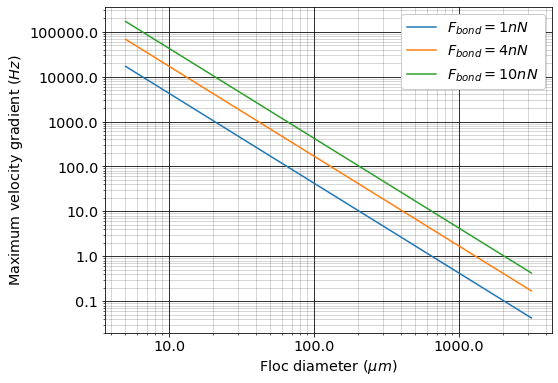 Maximum velocity gradient (Hz)
100000.0
10000.0
1000.0
100.0
10.0
1.0
0.1
F_bond = 1nN
F_bond = 4nN
F_bond = 10nN
10.0 100.0 1000.0
Floc diameter (μm)